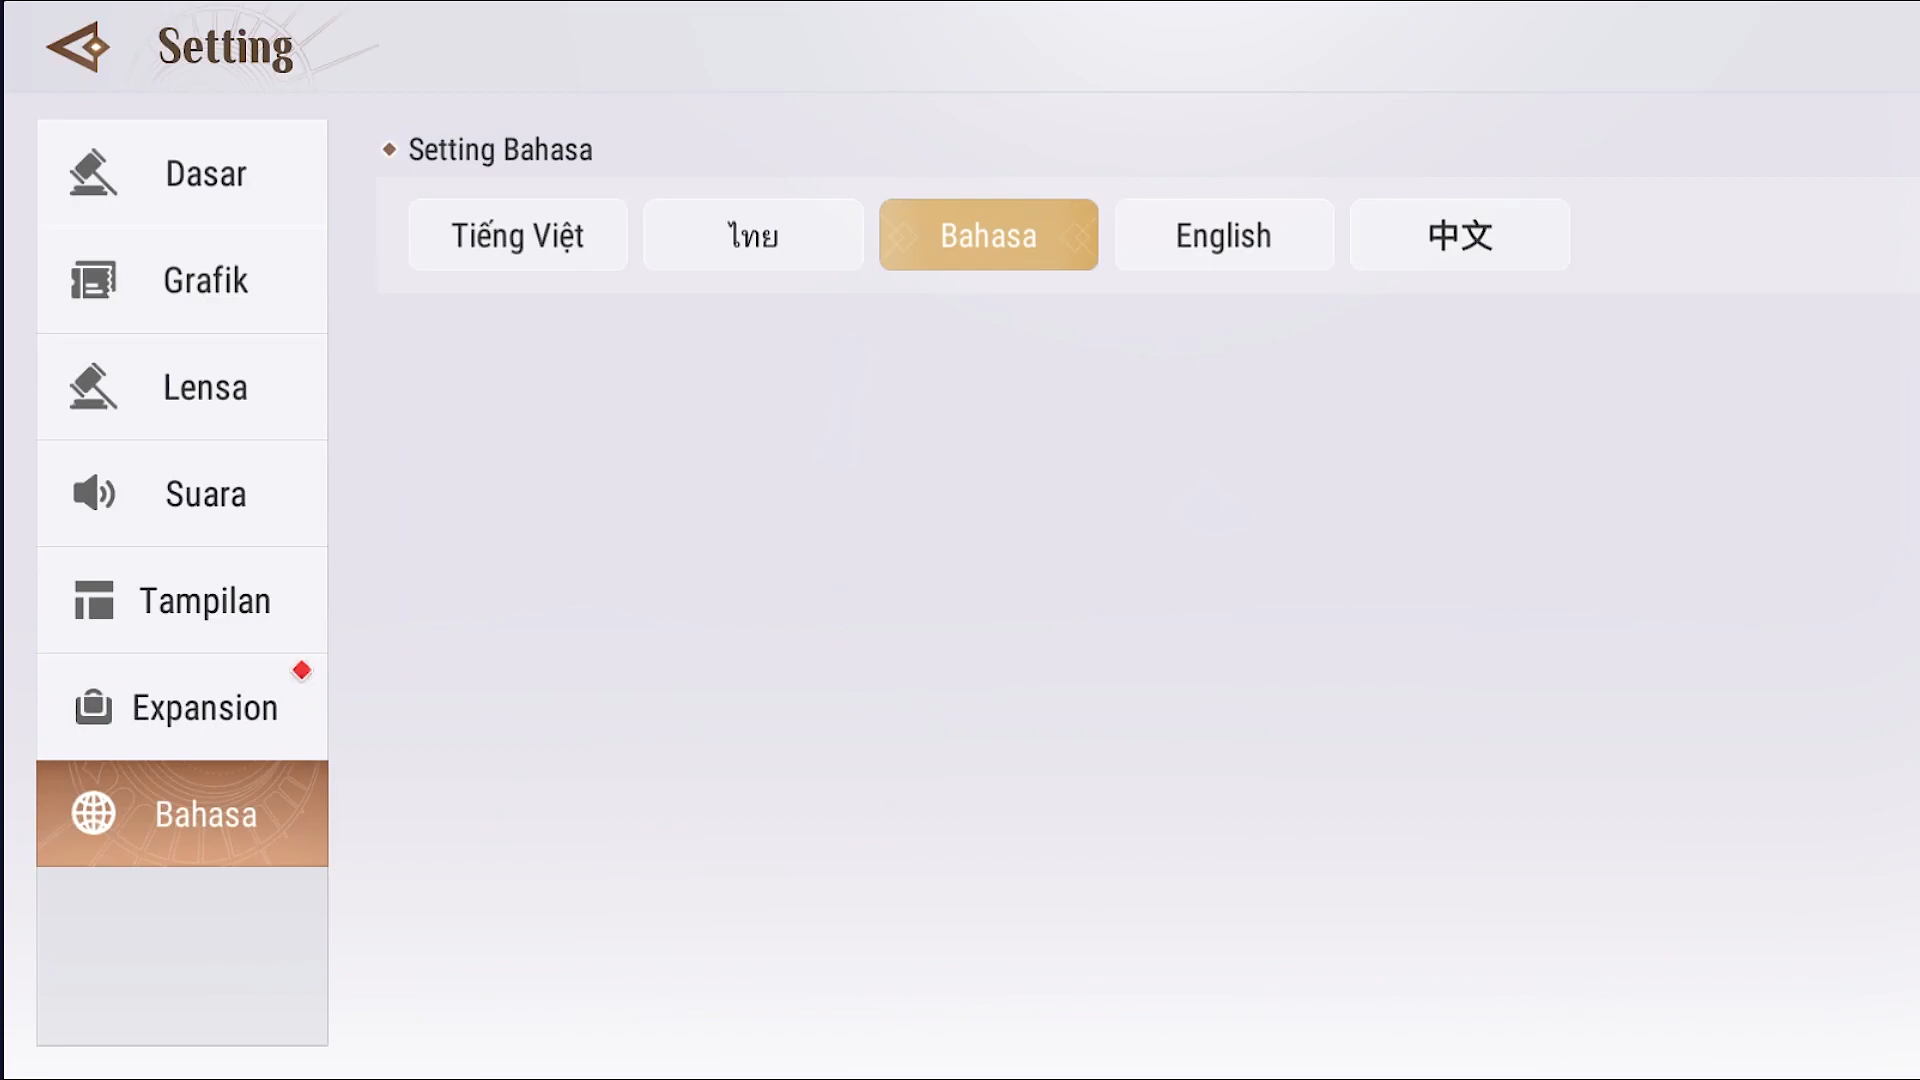 Setting
Dasar
Grafik
Lensa
Suara
Tampilan
Expansion
Bahasa
Setting Bahasa
Tiếng Việt
ไทย
Bahasa
English
中文